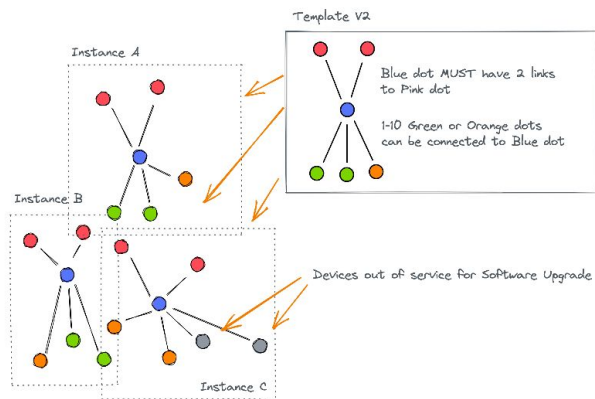 Template V2
Instance A
Blue dot MUST have 2 links
to Pink dot
1-10 Green or Orange dots
can be connected to Blue dot
Instance B
Devices out of service for Software Upgrade
Instance C